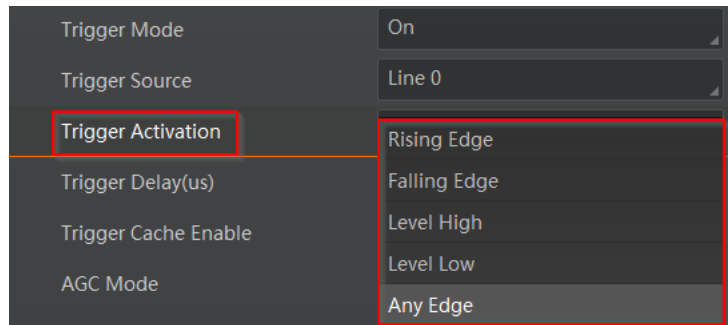 Trigger Mode
On
Trigger Source
Line 0
Trigger Activation
Rising Edge
Falling Edge
Level High
Level Low
Any Edge
Trigger Delay(us)
Trigger Cache Enable
AGC Mode